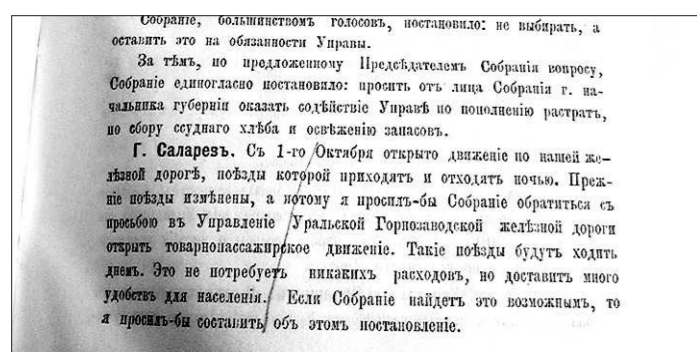 Собраніе, большинствомъ голосовъ, постановило: не выбирать, а
оставить это на обязанности Управы.
За тѣмъ, по предложенному Предсѣдателемъ Собранія вопросу,
Собраніе единогласно постановило: просить отъ лица Собранія г. на-
чальника губерніи оказать содѣйствіе Управѣ по пополненію растратъ,
по сбору ссуднаго хлѣба и освѣженію запасовъ.
Г. Саларевъ. Съ 1-го Октября открыто движеніе по нашей же-
лѣзной дорогѣ, поѣзды которой приходятъ и отходятъ ночью. Преж-
ніе поѣзды измѣнены, а потому я просилъ-бы Собраніе обратиться съ
просьбою въ Управленіе Уральской Горнозаводской желѣзной дороги
открыть товарнопассажирское движеніе. Такіе поѣзды будутъ ходить
днемъ. Это не потребуетъ никакихъ расходовъ, но доставитъ много
удобствъ для населенія. Если Собраніе найдетъ это возможнымъ, то
я просилъ-бы составить объ этомъ постановленіе.